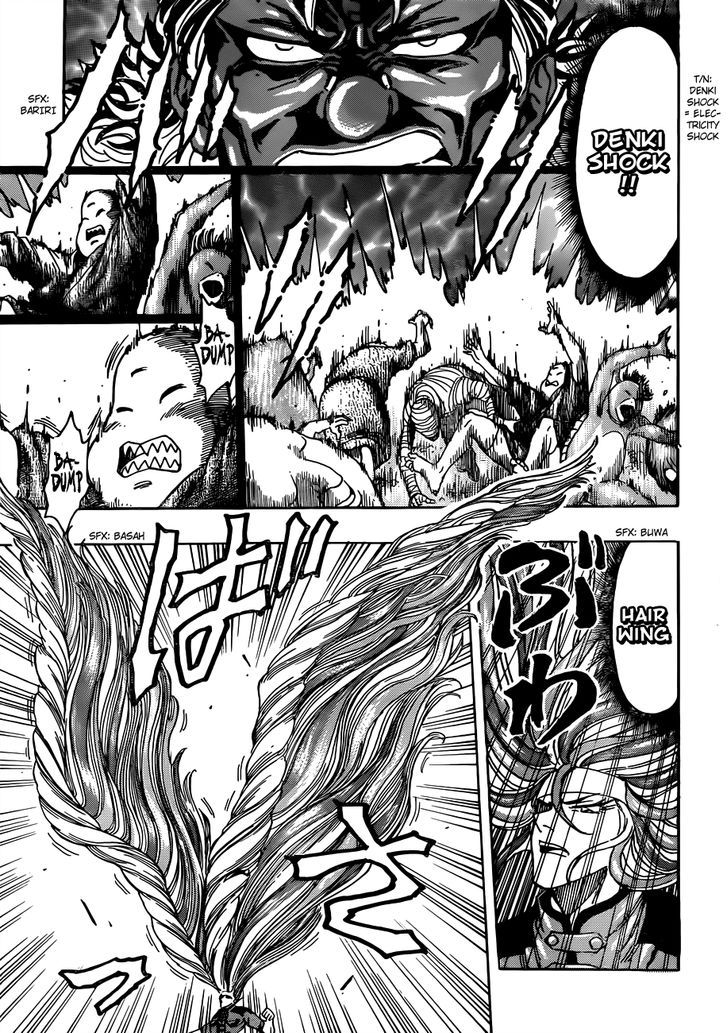 T/N:
DENKI
SHOCK
= ELEC-
TRICITY
SHOCK
DENKI
SHOCK
!!
SFX:
BARIRI
BA-
DUMP
BA-
DUMP
SFX: BUWA
HAIR
WING
ぶわ
SFX: BASAH
ばさ"